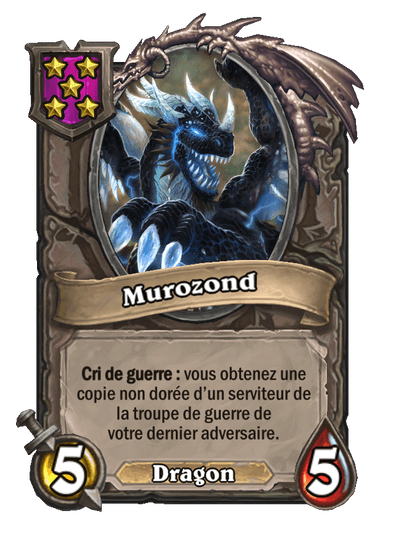 Murozond
Cri de guerre : vous obtenez une
copie non dorée d'un serviteur de
la troupe de guerre de
votre dernier adversaire.
5
Dragon
5